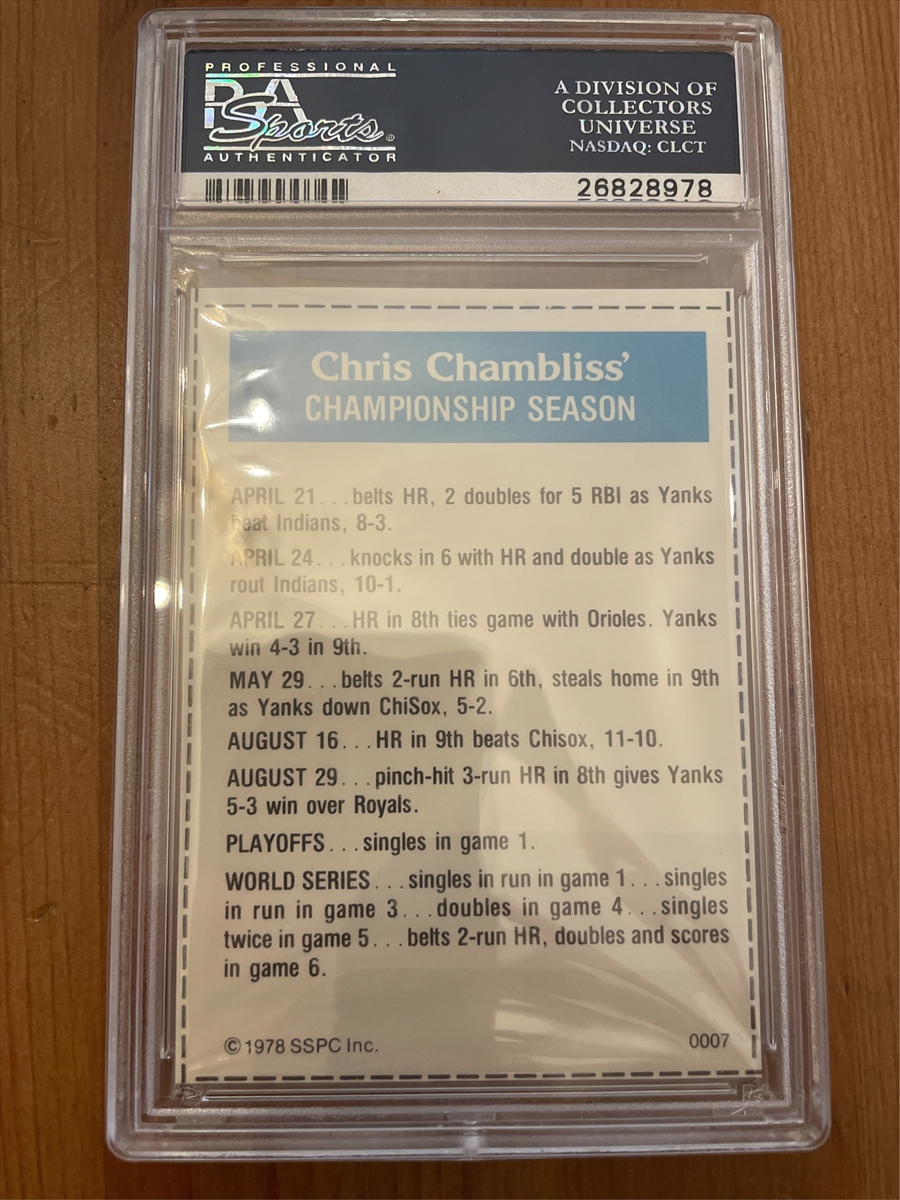 PROFESSIONAL
PSA
Sports®
AUTHENTICATOR
A DIVISION OF
COLLECTORS
UNIVERSE
NASDAQ: CLCT
26828978
Chris Chambliss’
CHAMPIONSHIP SEASON
APRIL 21...belts HR, 2 doubles for 5 RBI as Yanks
beat Indians, 8-3.
APRIL 24...knocks in 6 with HR and double as Yanks
rout Indians, 10-1.
APRIL 27...HR in 8th ties game with Orioles. Yanks
win 4-3 in 9th.
MAY 29...belts 2-run HR in 6th, steals home in 9th
as Yanks down ChiSox, 5-2.
AUGUST 16...HR in 9th beats Chisox, 11-10.
AUGUST 29...pinch-hit 3-run HR in 8th gives Yanks
5-3 win over Royals.
PLAYOFFS...singles in game 1.
WORLD SERIES...singles in run in game 1...singles
in run in game 3...doubles in game 4...singles
twice in game 5...belts 2-run HR, doubles and scores
in game 6.
©1978 SSPC Inc.
0007